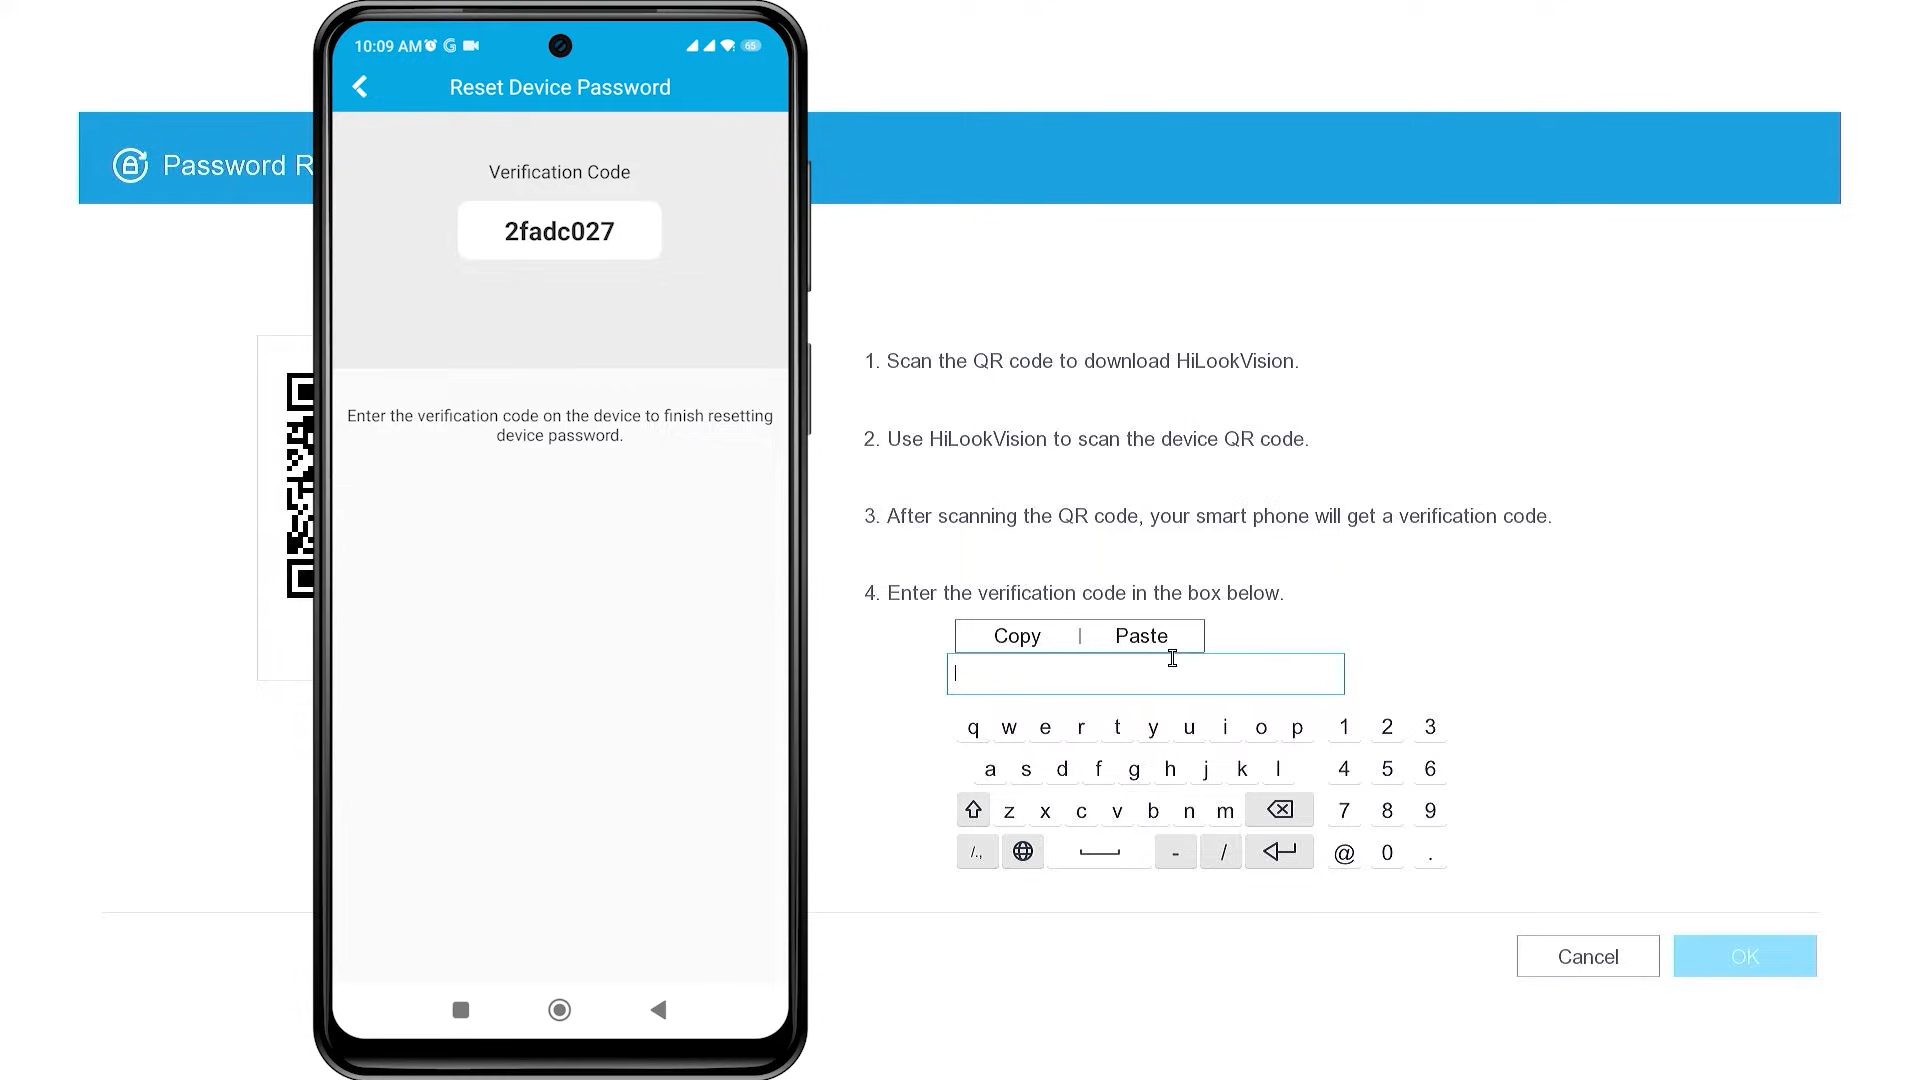 10:09 AM
65
Reset Device Password
Password R
Verification Code
2fadc027
Enter the verification code on the device to finish resetting
device password.
1. Scan the QR code to download HiLookVision.
2. Use HiLookVision to scan the device QR code.
3. After scanning the QR code, your smart phone will get a verification code.
4. Enter the verification code in the box below.
Copy | Paste
q w e r t y u i o p 1 2 3
a s d f g h j k l 4 5 6
z x c v b n m 7 8 9
/., - / @ 0 .
Cancel OK